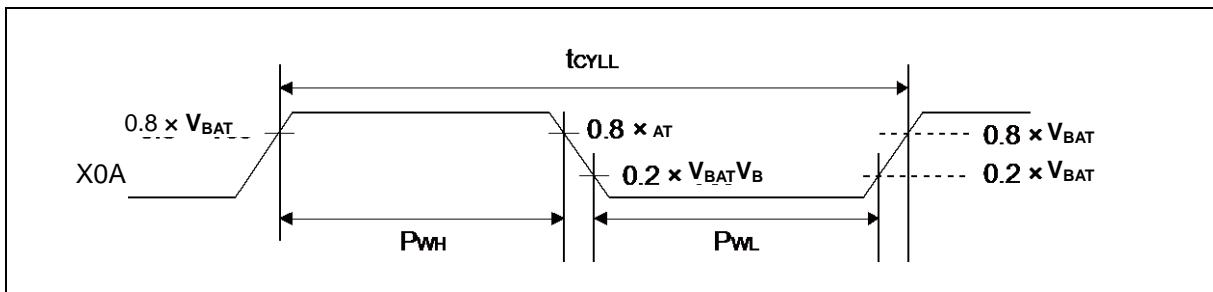 tCYLL
0.8 × VBAT
0.8 × AT
0.8 × VBAT
X0A
0.2 × VBATVB
0.2 × VBAT
PWH
PWL